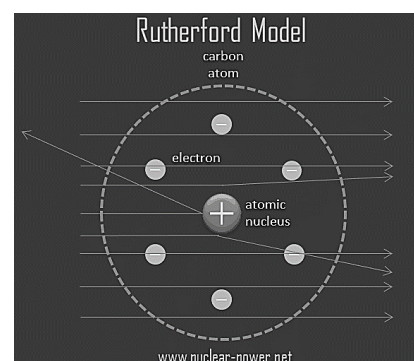 Rutherford Model
carbon
atom
electron
atomic
nucleus
www.nuclear-power.net